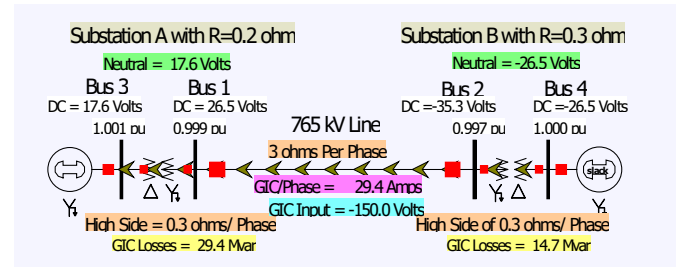 Substation A with R=0.2 ohm
Substation B with R=0.3 ohm
Neutral = 17.6 Volts
Neutral = -26.5 Volts
Bus 3
Bus 1
Bus 2
Bus 4
DC = 17.6 Volts
DC = 26.5 Volts
DC =-35.3 Volts
DC =-26.5 Volts
765 kV Line
1.001 pu
0.999 pu
0.997 pu
1.000 pu
3 ohms Per Phase
slack
GIC/Phase = 29.4 Amps
GIC Input = -150.0 Volts
High Side = 0.3 ohms/ Phase
High Side of 0.3 ohms/ Phase
GIC Losses = 29.4 Mvar
GIC Losses = 14.7 Mvar